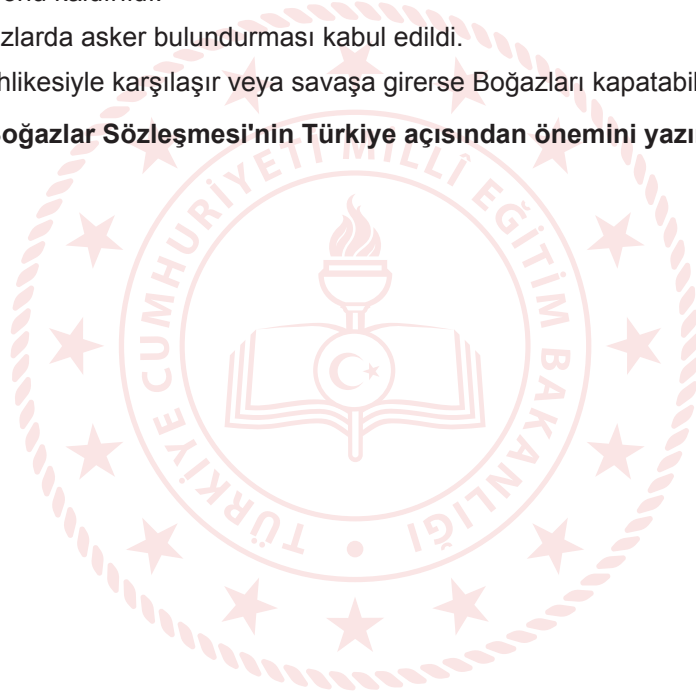 zlarda asker bulundurması kabul edildi.
hlikesiyle karşılaşır veya savaşa girerse Boğazları kapatabil
Boğazlar Sözleşmesi'nin Türkiye açısından önemini yazı
TÜRKİYE CUMHURİYETİ MİLLÎ EĞİTİM BAKANLIĞI